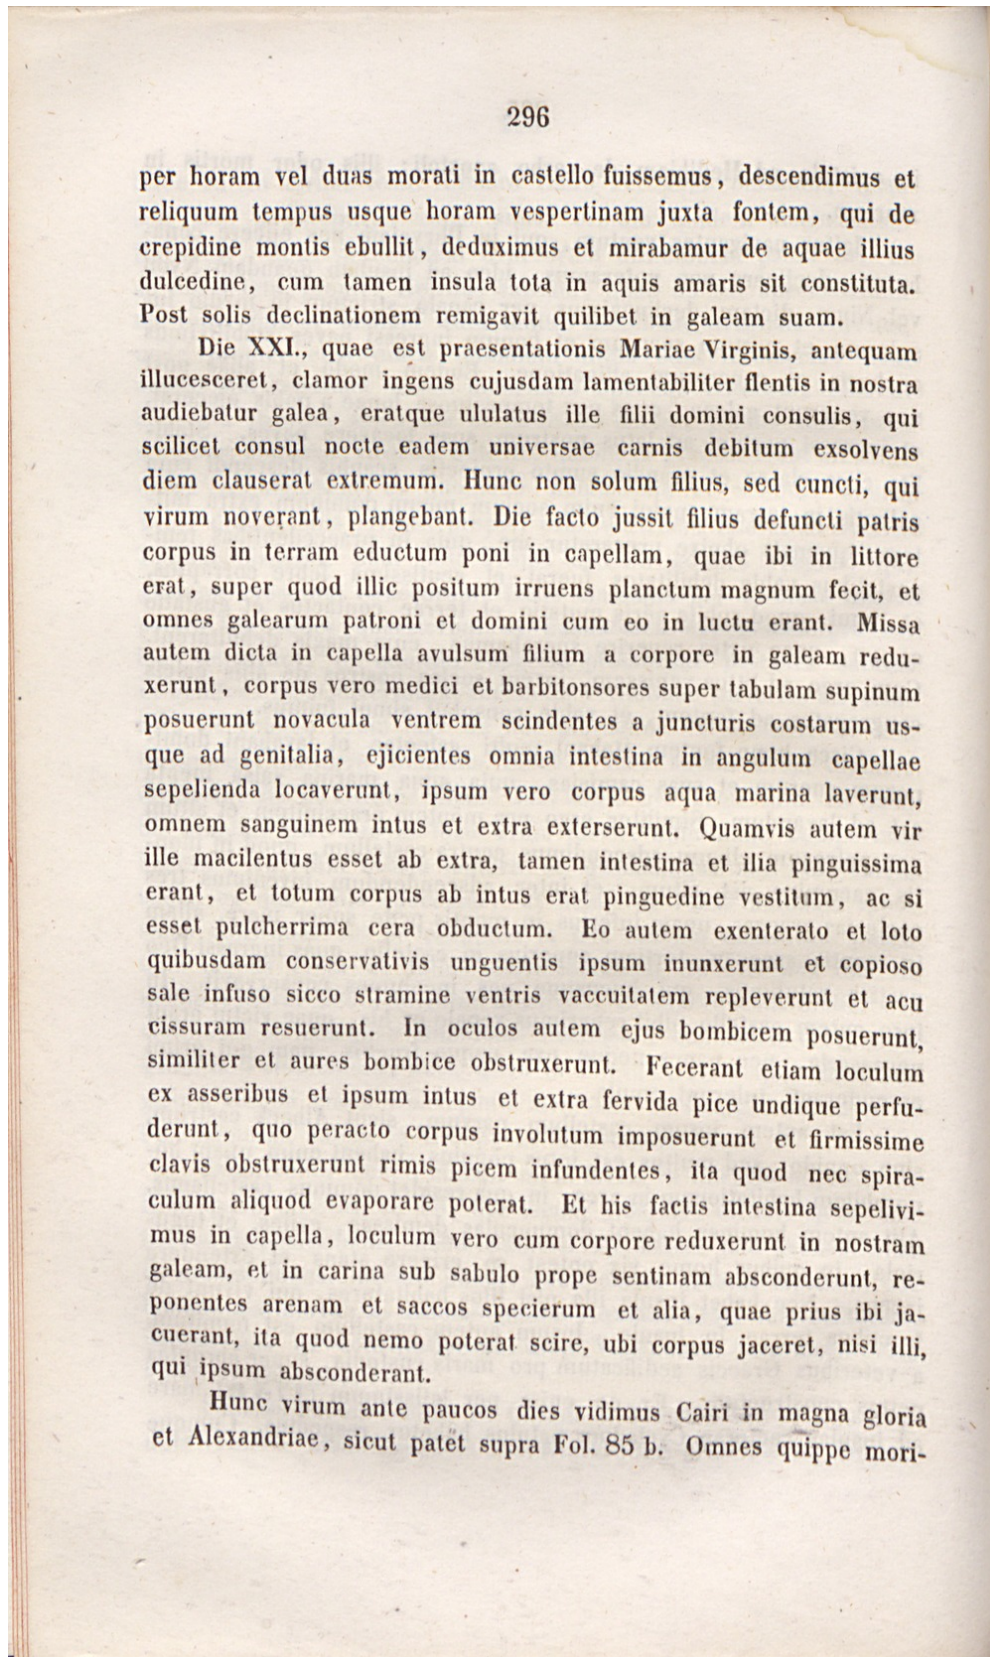 296
per horam vel duas morati in castello fuissemus, descendimus et
reliquum tempus usque horam vespertinam juxta fontem, qui de
crepidine montis ebullit, deduximus et mirabamur de aquae illius
dulcedine, cum tamen insula tota in aquis amaris sit constituta.
Post solis declinationem remigavit quilibet in galeam suam.
Die XXI., quae est praesentationis Mariae Virginis, antequam
illucesceret, clamor ingens cujusdam lamentabiliter flentis in nostra
audiebatur galea, eratque ululatus ille filii domini consulis, qui
scilicet consul nocte eadem universae carnis debitum exsolvens
diem clauserat extremum. Hunc non solum filius, sed cuncti, qui
virum noverant, plangebant. Die facto jussit filius defuncti patris
corpus in terram eductum poni in capellam, quae ibi in littore
erat, super quod illic positum irruens planctum magnum fecit, et
omnes galearum patroni et domini cum eo in luctu erant. Missa
autem dicta in capella avulsum filium a corpore in galeam redu-
xerunt, corpus vero medici et barbitonsores super tabulam supinum
posuerunt novacula ventrem scindentes a juncturis costarum us-
que ad genitalia, ejicientes omnia intestina in angulum capellae
sepelienda locaverunt, ipsum vero corpus aqua marina laverunt,
omnem sanguinem intus et extra exterserunt. Quamvis autem vir
ille macilentus esset ab extra, tamen intestina et ilia pinguissima
erant, et totum corpus ab intus erat pinguedine vestitum, ac si
esset pulcherrima cera obductum. Eo autem exenterato et loto
quibusdam conservativis unguentis ipsum inunxerunt et copioso
sale infuso sicco stramine ventris vaccuitatem repleverunt et acu
cissuram resuerunt. In oculos autem ejus bombicem posuerunt,
similiter et aures bombice obstruxerunt. Fecerant etiam loculum
ex asseribus et ipsum intus et extra fervida pice undique perfu-
derunt, quo peracto corpus involutum imposuerunt et firmissime
clavis obstruxerunt rimis picem infundentes, ita quod nec spira-
culum aliquod evaporare poterat. Et his factis intestina sepelivi-
mus in capella, loculum vero cum corpore reduxerunt in nostram
galeam, et in carina sub sabulo prope sentinam absconderunt, re-
ponentes arenam et saccos specierum et alia, quae prius ibi ja-
cuerant, ita quod nemo poterat scire, ubi corpus jaceret, nisi illi,
qui ipsum absconderant.
Hunc virum ante paucos dies vidimus Cairi in magna gloria
et Alexandriae, sicut patet supra Fol. 85 b. Omnes quippe mori-